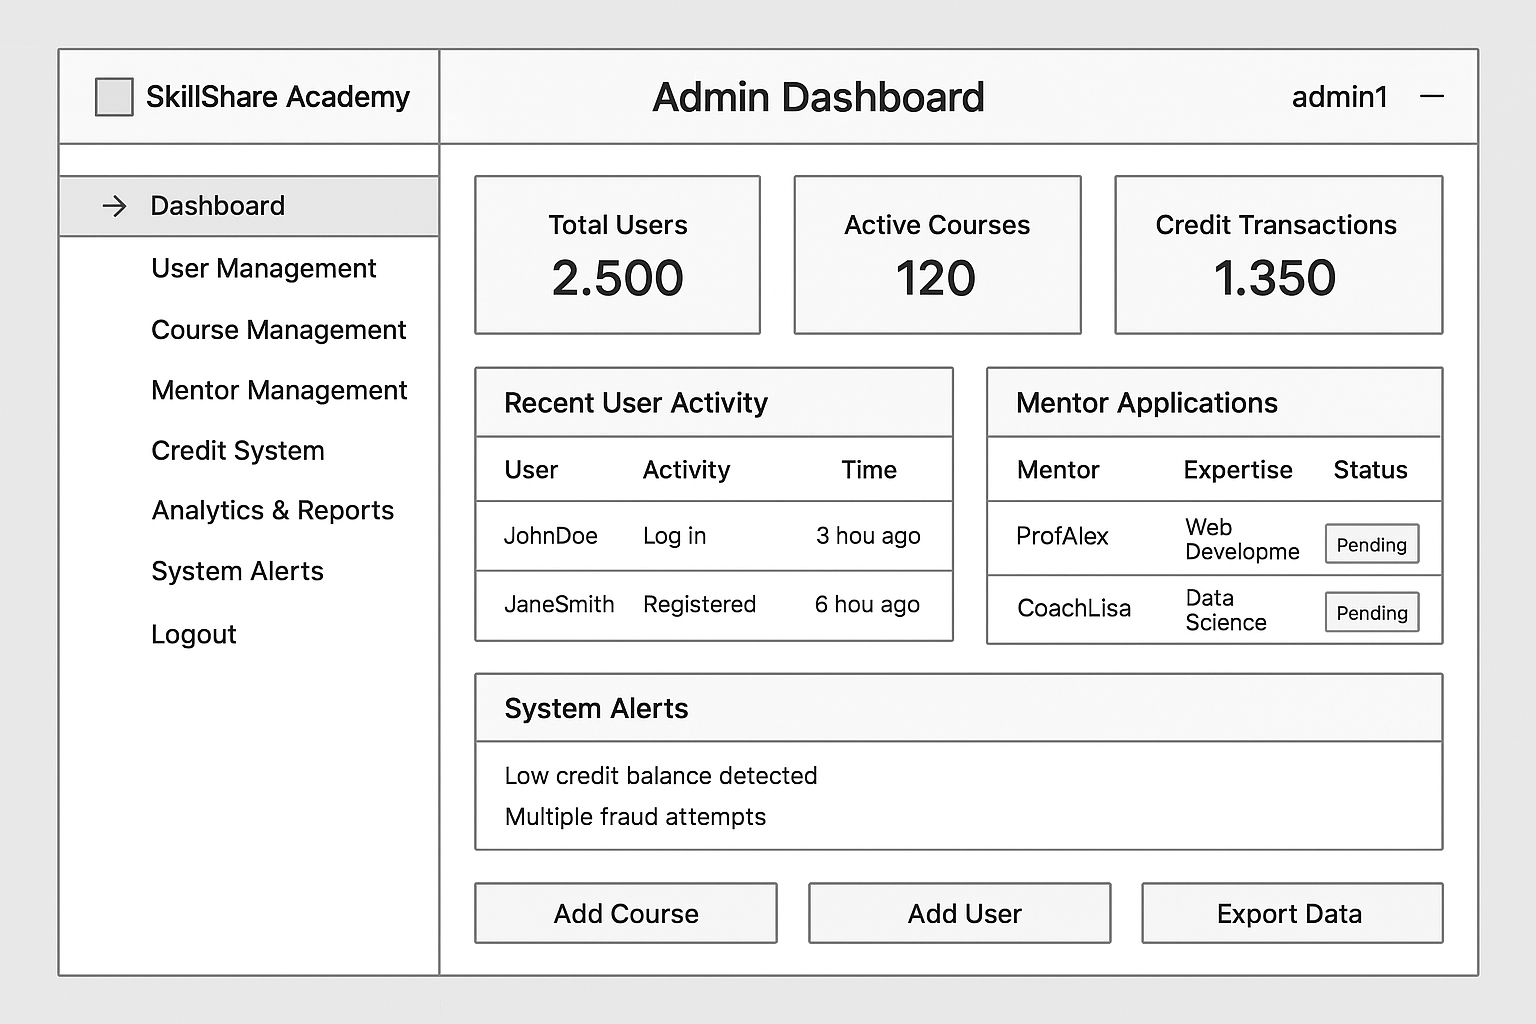 SkillShare Academy
Admin Dashboard
admin1
Dashboard
User Management
Course Management
Mentor Management
Credit System
Analytics & Reports
System Alerts
Logout
Total Users
2.500
Active Courses
120
Credit Transactions
1.350
Recent User Activity
User Activity Time
JohnDoe Log in 3 hou ago
JaneSmith Registered 6 hou ago
Mentor Applications
Mentor Expertise Status
ProfAlex Web
Developme Pending
CoachLisa Data
Science Pending
System Alerts
Low credit balance detected
Multiple fraud attempts
Add Course
Add User
Export Data